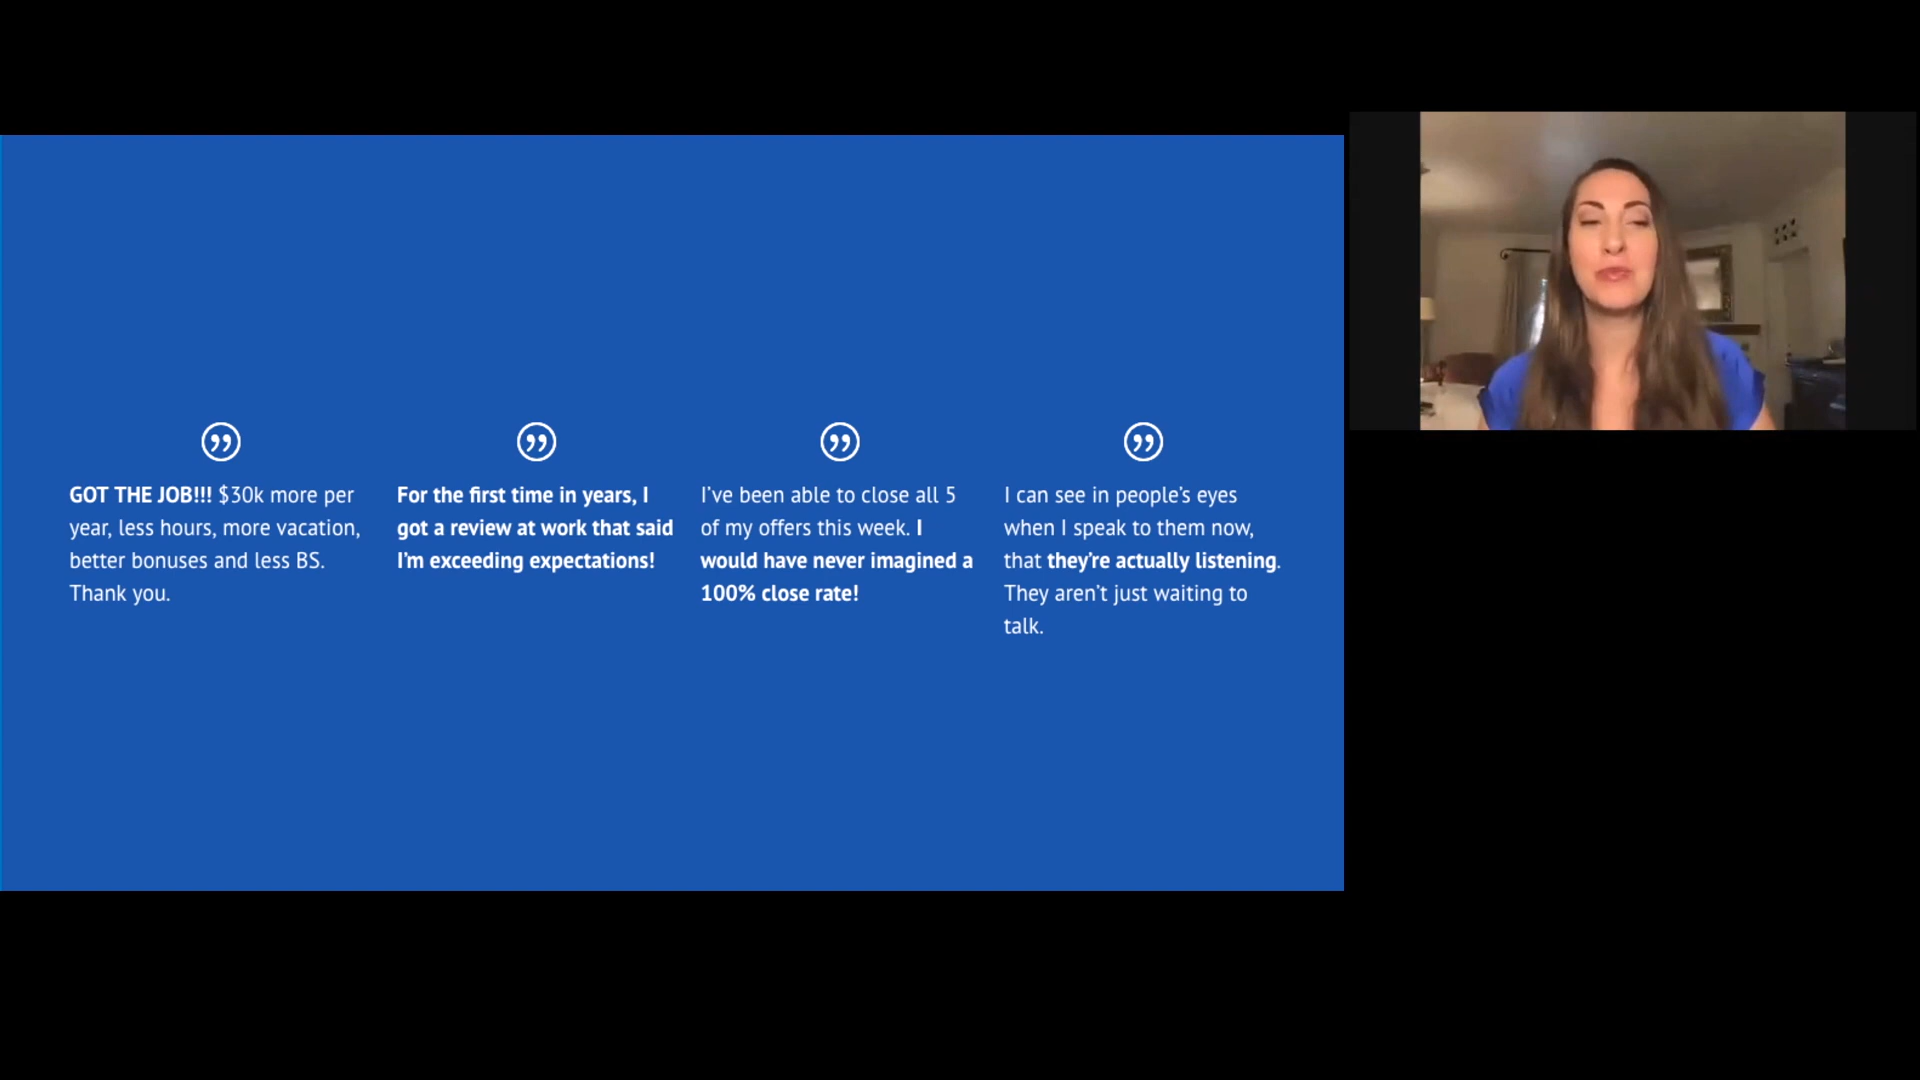 GOT THE JOB!!! $30k more per
year, less hours, more vacation,
better bonuses and less BS.
Thank you.
For the first time in years, I
got a review at work that said
I’m exceeding expectations!
I’ve been able to close all 5
of my offers this week. I
would have never imagined a
100% close rate!
I can see in people’s eyes
when I speak to them now,
that they’re actually listening.
They aren’t just waiting to
talk.